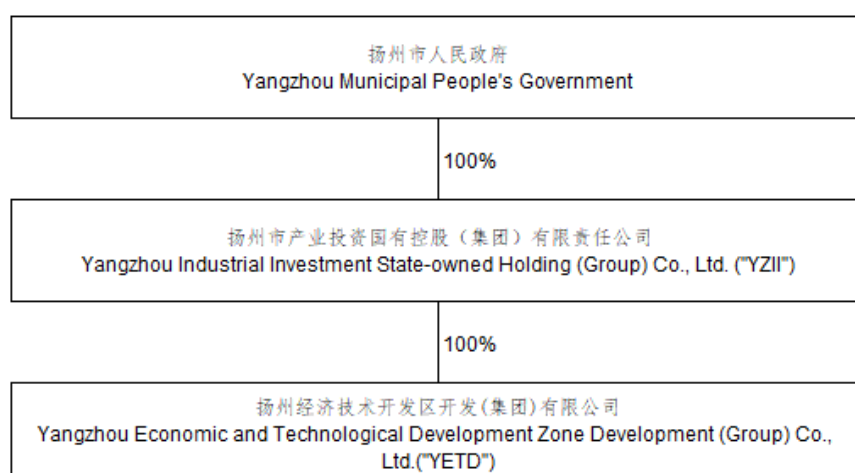 扬州市人民政府
Yangzhou Municipal People's Government
100%
扬州市产业投资国有控股（集团）有限责任公司
Yangzhou Industrial Investment State-owned Holding (Group) Co., Ltd. ("YZII")
100%
扬州经济技术开发区开发(集团)有限公司
Yangzhou Economic and Technological Development Zone Development (Group) Co.,
Ltd.("YETD")